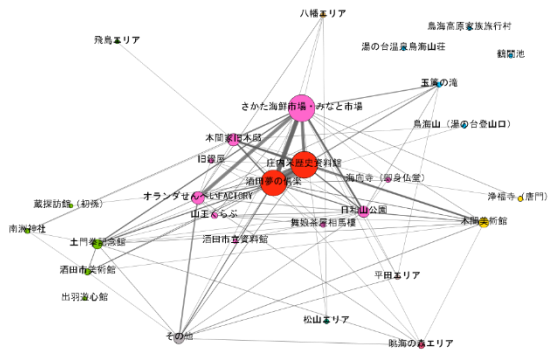 八幡エリア
飛島エリア
鳥海高原家族旅行村
湯の台温泉鳥海山荘
鶴間池
玉簾の滝
さかた海鮮市場・みなと市場
鳥海山(湯の台登山口)
本間家旧本邸
旧鐙屋
庄内米歴史資料館
海向寺(即身仏堂)
酒田夢の倶楽
オランダせんべいFACTORY
浄福寺(唐門)
蔵探訪館(初孫)
日和山公園
山王くらぶ
本間美術館
舞娘茶屋相馬樓
南洲神社
土門拳記念館
酒田市立資料館
酒田市美術館
平田エリア
出羽遊心館
松山エリア
その他
眺海の森エリア